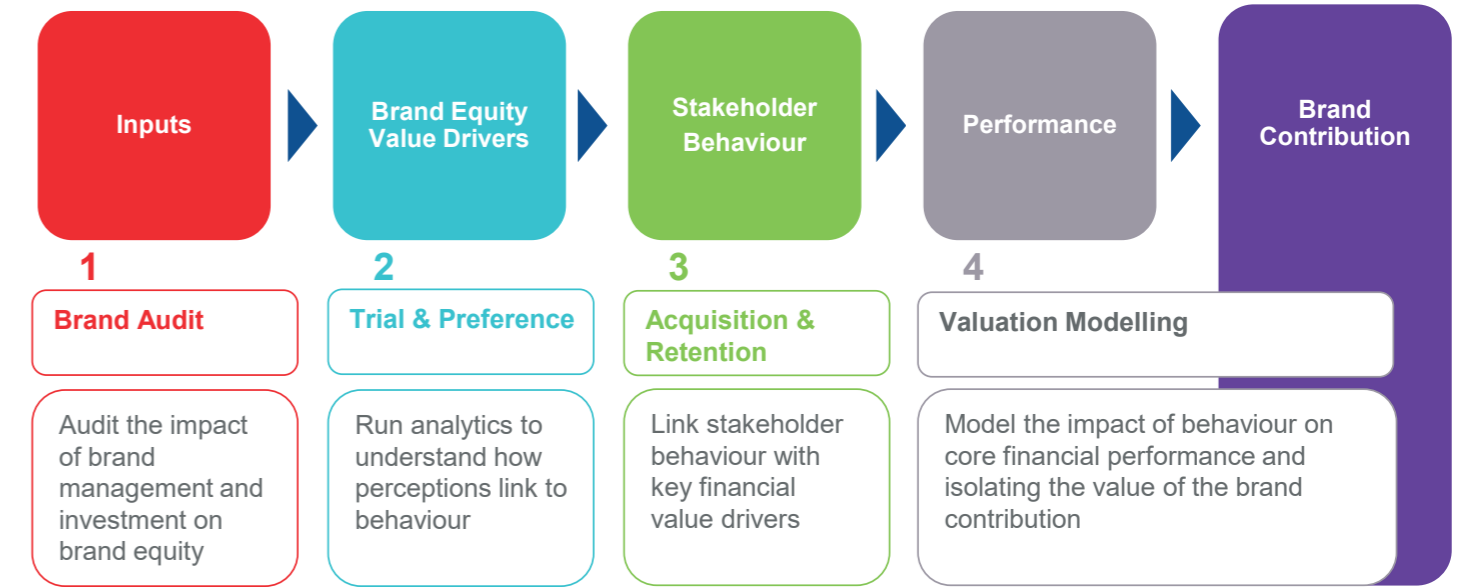 Inputs
Brand Equity
Value Drivers
Stakeholder
Behaviour
Performance
Brand
Contribution
1
2
3
4
Brand Audit
Trial & Preference
Acquisition &
Retention
Valuation Modelling
Audit the impact
of brand
management and
investment on
brand equity
Run analytics to
understand how
perceptions link to
behaviour
Link stakeholder
behaviour with
key financial
value drivers
Model the impact of behaviour on
core financial performance and
isolating the value of the brand
contribution